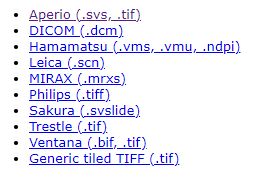 Aperio (.svs, .tif)
DICOM (.dcm)
Hamamatsu (.vms, .vmu, .ndpi)
Leica (.scn)
MIRAX (.mrxs)
Philips (.tiff)
Sakura (.svslide)
Trestle (.tif)
Ventana (.bif, .tif)
Generic tiled TIFF (.tif)